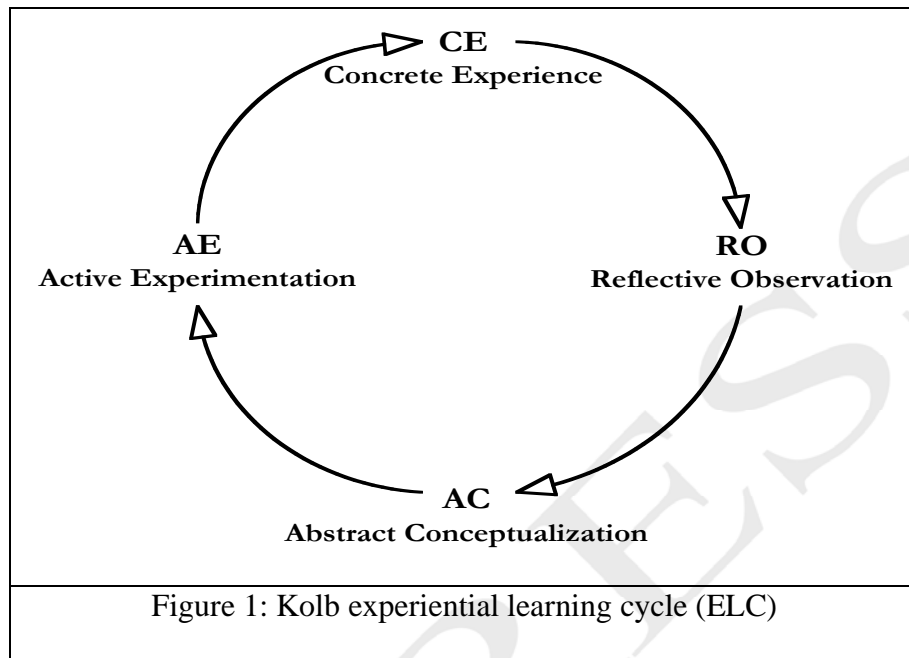 CE
Concrete Experience
AE
Active Experimentation
RO
Reflective Observation
AC
Abstract Conceptualization
Figure 1: Kolb experiential learning cycle (ELC)